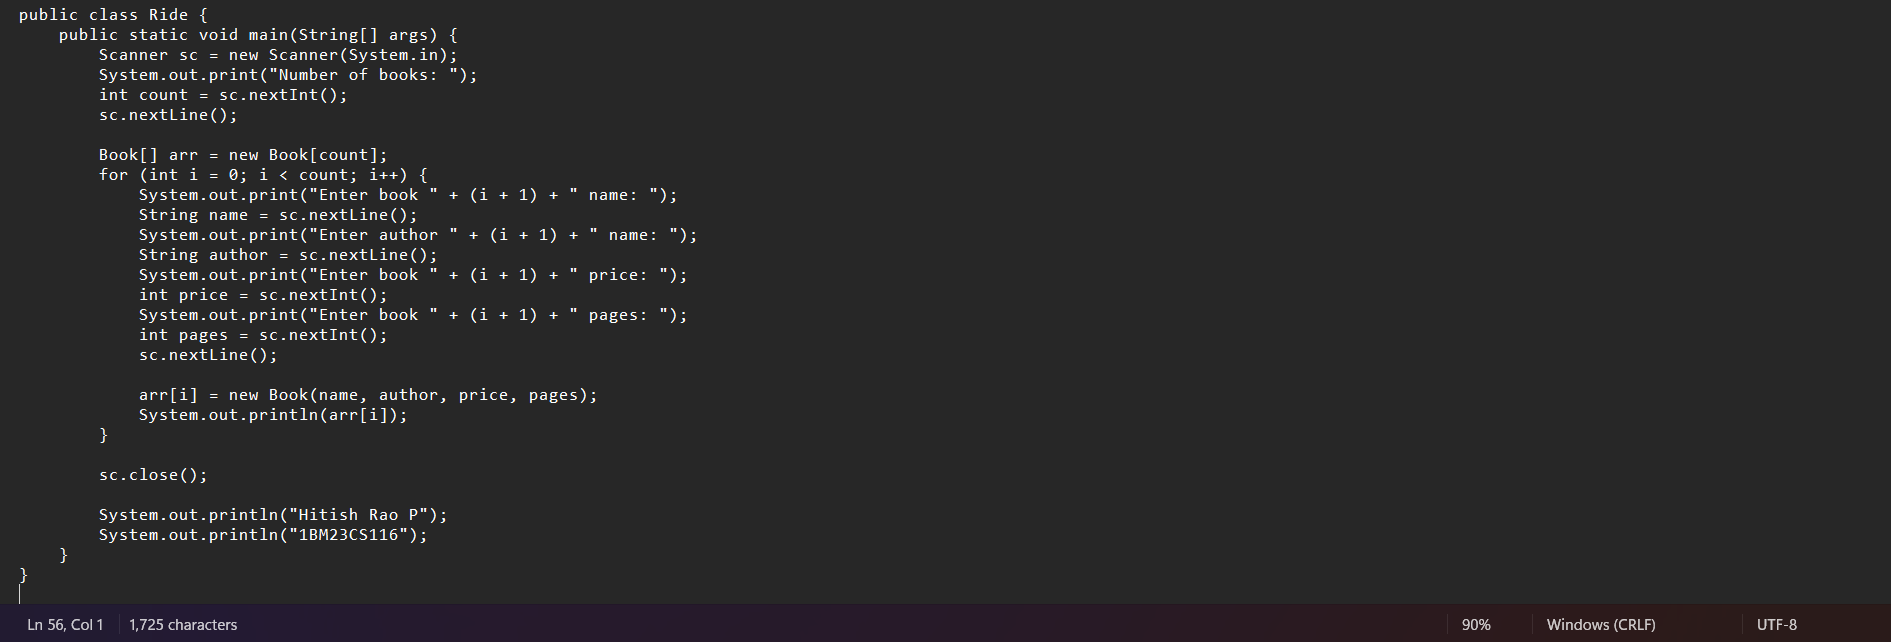 public class Ride {
    public static void main(String[] args) {
        Scanner sc = new Scanner(System.in);
        System.out.print("Number of books: ");
        int count = sc.nextInt();
        sc.nextLine();

        Book[] arr = new Book[count];
        for (int i = 0; i < count; i++) {
            System.out.print("Enter book " + (i + 1) + " name: ");
            String name = sc.nextLine();
            System.out.print("Enter author " + (i + 1) + " name: ");
            String author = sc.nextLine();
            System.out.print("Enter book " + (i + 1) + " price: ");
            int price = sc.nextInt();
            System.out.print("Enter book " + (i + 1) + " pages: ");
            int pages = sc.nextInt();
            sc.nextLine();

            arr[i] = new Book(name, author, price, pages);
            System.out.println(arr[i]);
        }

        sc.close();

        System.out.println("Hitish Rao P");
        System.out.println("1BM23CS116");
    }
}
Ln 56, Col 1 1,725 characters 90% Windows (CRLF) UTF-8